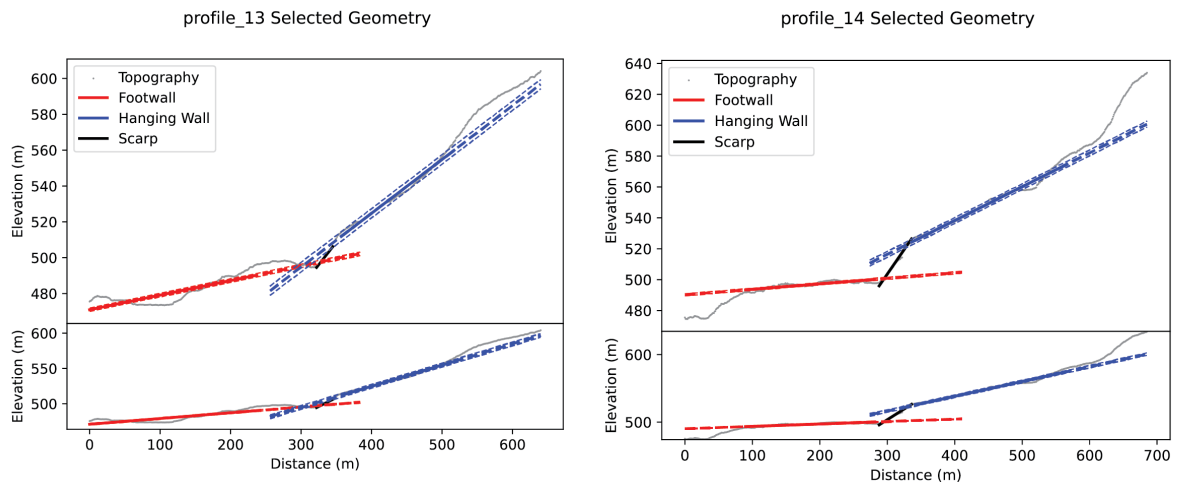 profile_13 Selected Geometry
Topography
Footwall
Hanging Wall
Scarp
Elevation (m)
600
580
560
540
520
500
480
Elevation (m)
600
550
500
0
100
200
300
400
500
600
Distance (m)
profile_14 Selected Geometry
Topography
Footwall
Hanging Wall
Scarp
Elevation (m)
640
620
600
580
560
540
520
500
480
Elevation (m)
600
500
0
100
200
300
400
500
600
700
Distance (m)